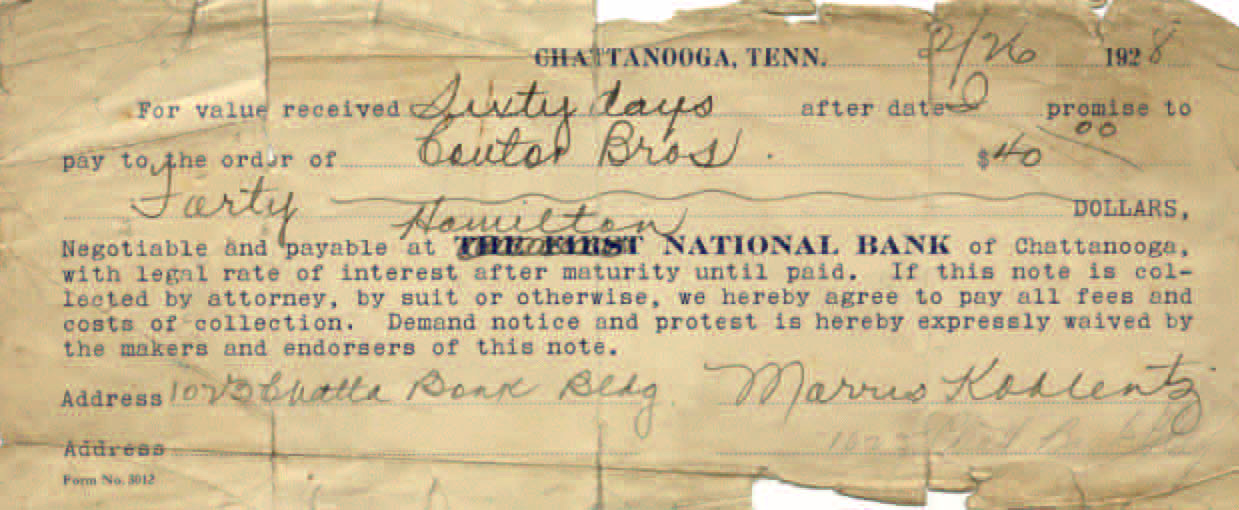 CHATTANOOGA, TENN. 2/26 1928
For value received Sixty days after date I promise to
pay to the order of Cantor Bros. $40 00
Forty DOLLARS,
Hamilton
Negotiable and payable at THE FIRST NATIONAL BANK of Chattanooga,
with legal rate of interest after maturity until paid. If this note is col-
lected by attorney, by suit or otherwise, we hereby agree to pay all fees and
costs of collection. Demand notice and protest is hereby expressly waived by
the makers and endorsers of this note.
Address 1023 Chatta Bank Bldg. Morris Koblentz
Address
Form No. 3012